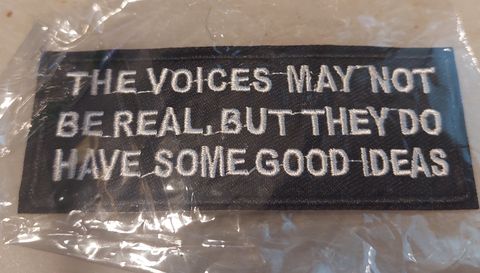 THE VOICES MAY NOT
BE REAL, BUT THEY DO
HAVE SOME GOOD IDEAS